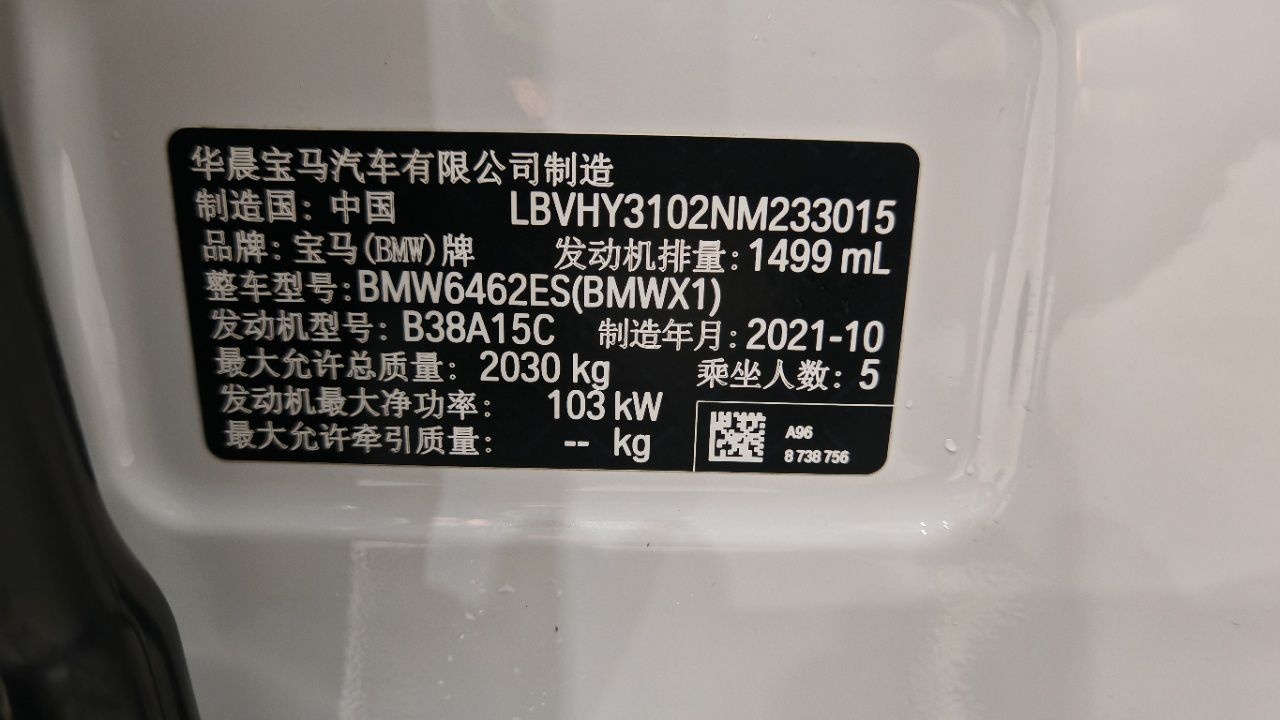 华晨宝马汽车有限公司制造
制造国：中国 LBVHY3102NM233015
品牌：宝马(BMW)牌 发动机排量：1499 mL
整车型号：BMW6462ES(BMWX1)
发动机型号：B38A15C 制造年月：2021-10
最大允许总质量：2030 kg 乘坐人数：5
发动机最大净功率：103 kW
最大允许牵引质量：-- kg
A96
8 738 756